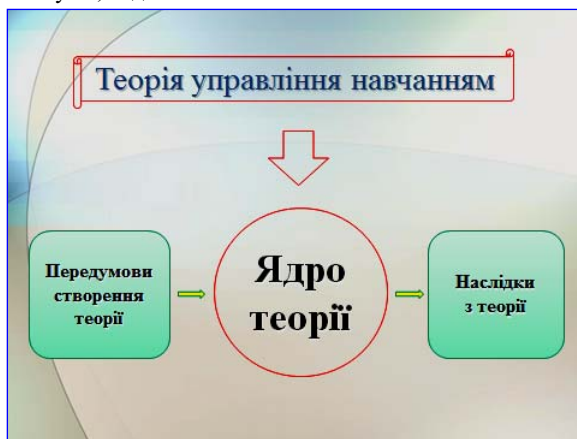 Теорія управління навчанням
Передумови
створення
теорії
Ядро
теорії
Наслідки
з теорії